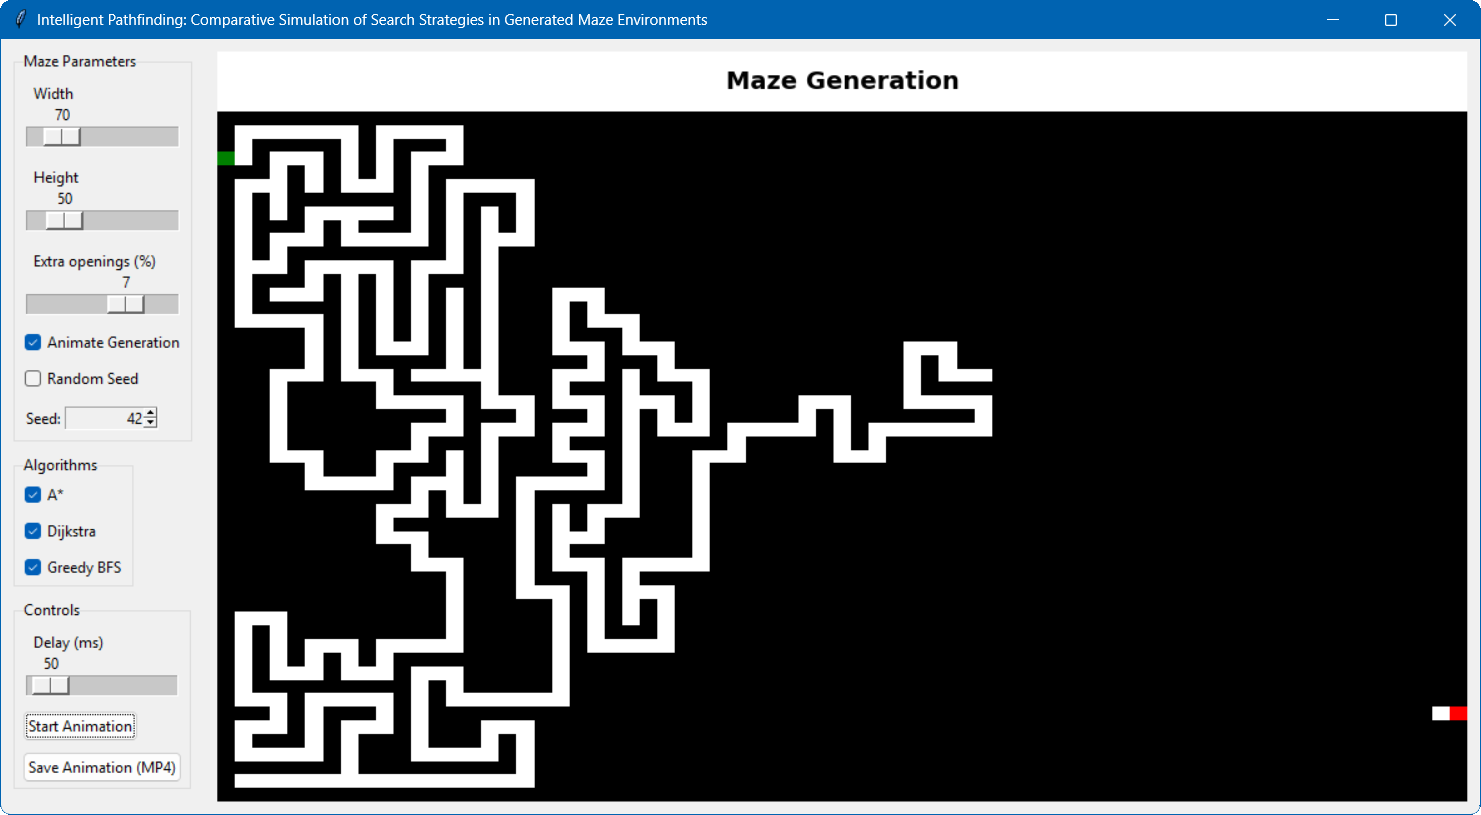 Intelligent Pathfinding: Comparative Simulation of Search Strategies in Generated Maze Environments
Maze Parameters
Width
70
Height
50
Extra openings (%)
7
Animate Generation
Random Seed
Seed: 42
Algorithms
A*
Dijkstra
Greedy BFS
Controls
Delay (ms)
50
Start Animation
Save Animation (MP4)
Maze Generation